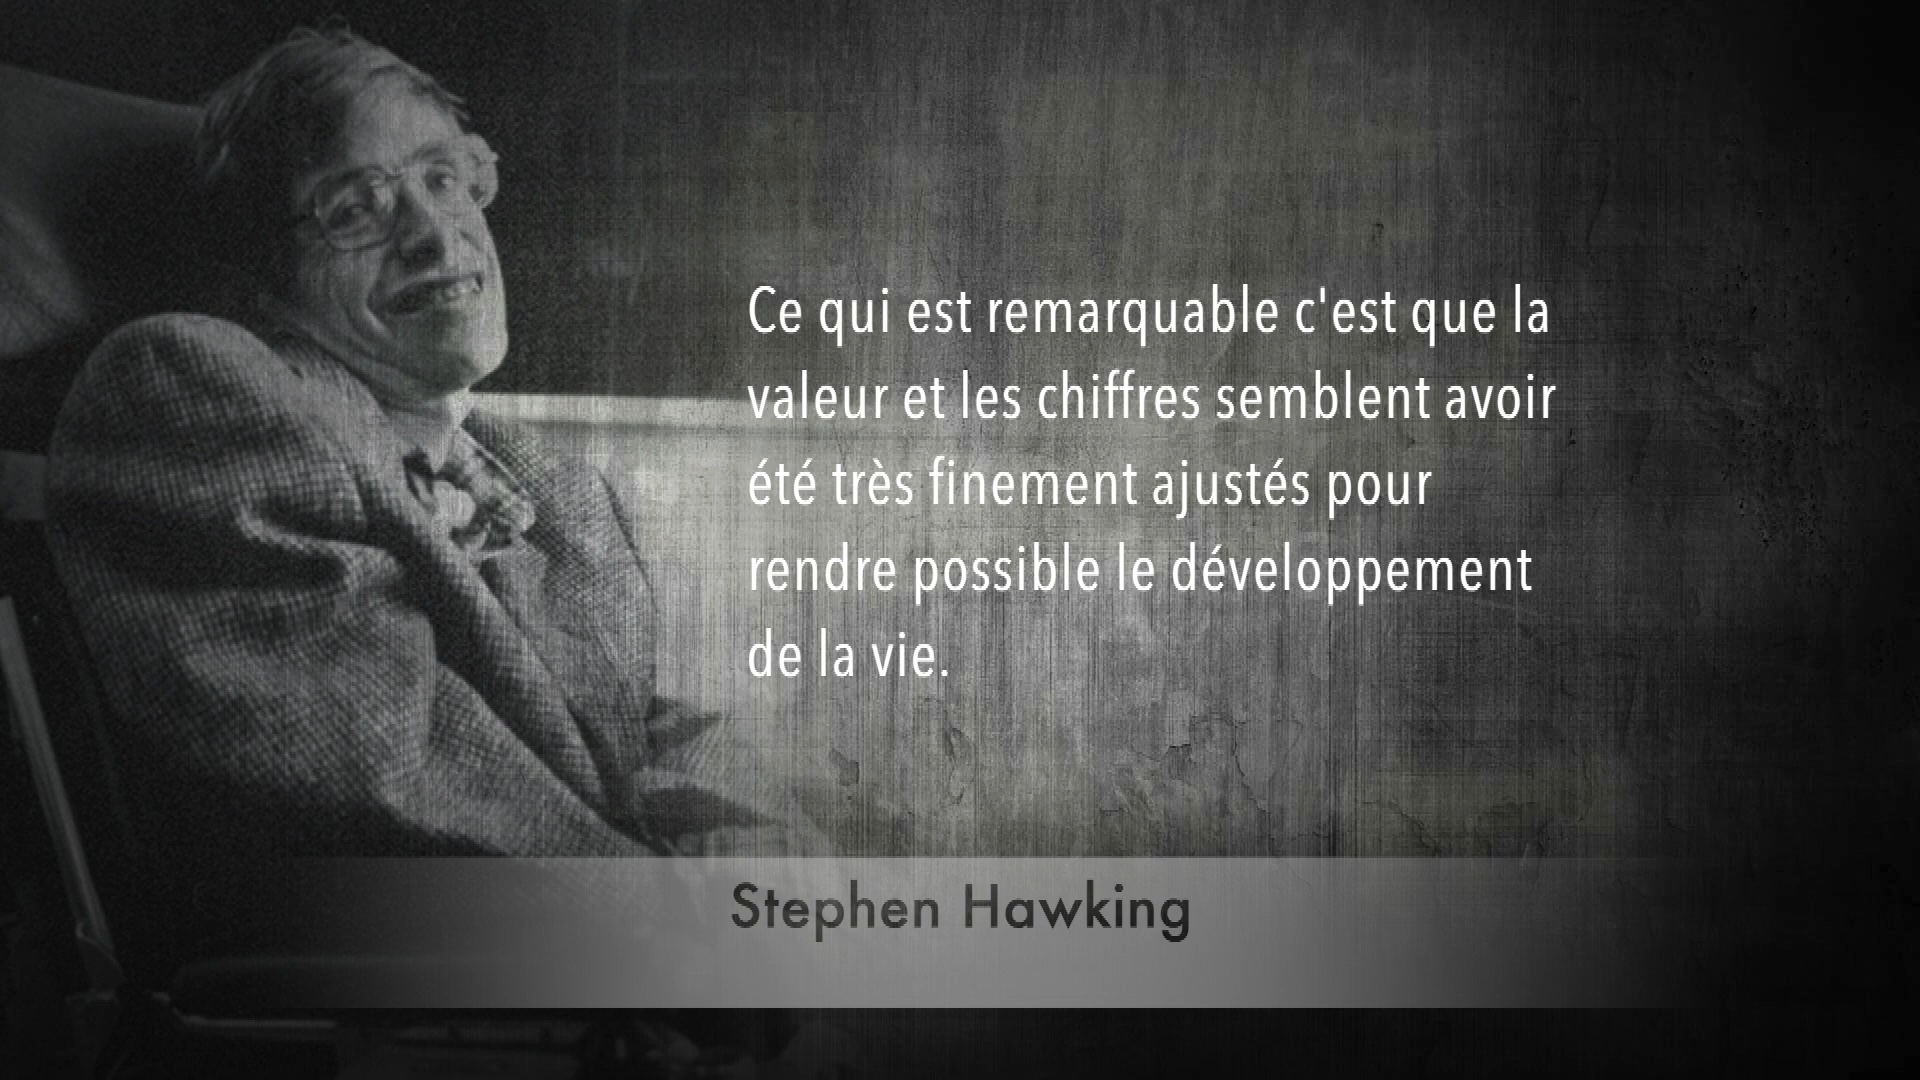 Ce qui est remarquable c'est que la
valeur et les chiffres semblent avoir
été très finement ajustés pour
rendre possible le développement
de la vie.
Stephen Hawking